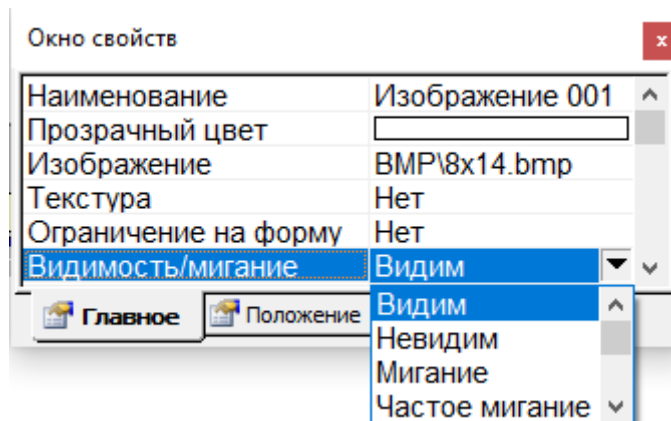 Окно свойств x
Наименование Изображение 001
Прозрачный цвет
Изображение BMP\8x14.bmp
Текстура Нет
Ограничение на форму Нет
Видимость/мигание Видим
Главное Положение Видим
Невидим
Мигание
Частое мигание